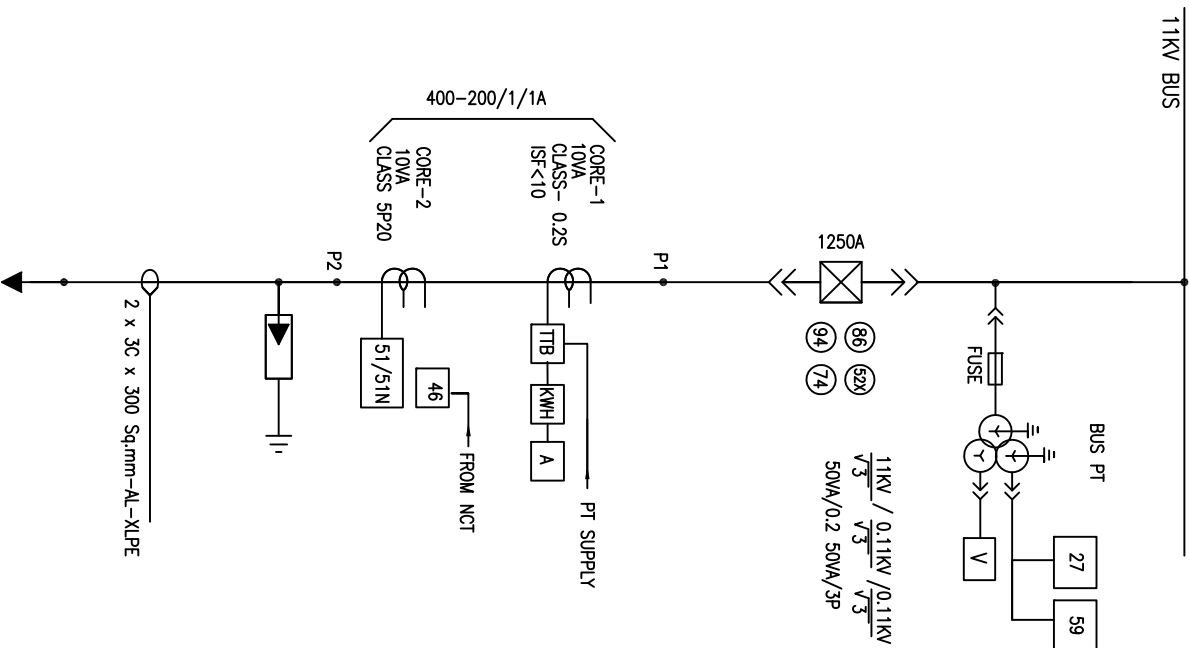 11KV BUS
BUS PT
27
59
V
FUSE
11KV / 0.11KV /0.11KV
√3 √3 √3
50VA/0.2 50VA/3P
1250A
86
52X
94
74
P1
400-200/1/1A
CORE-1
10VA
CLASS- 0.2S
ISF<10
TTB
KWH
A
PT SUPPLY
CORE-2
10VA
CLASS 5P20
51/51N
46
FROM NCT
P2
2 x 3C x 300 Sq.mm-AL-XLPE